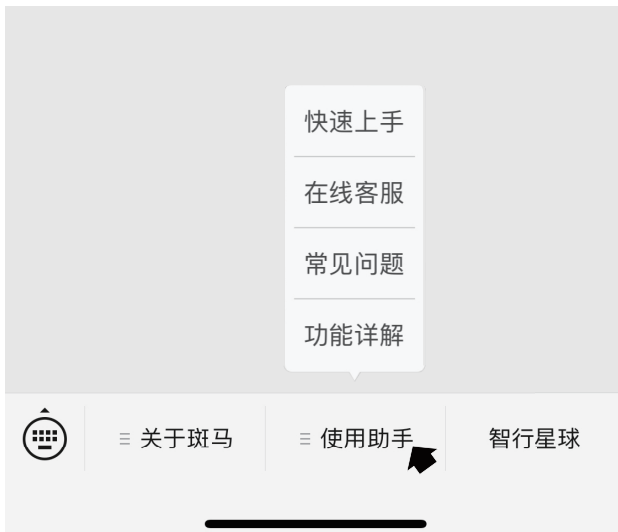 快速上手
在线客服
常见问题
功能详解
关于斑马 使用助手 智行星球